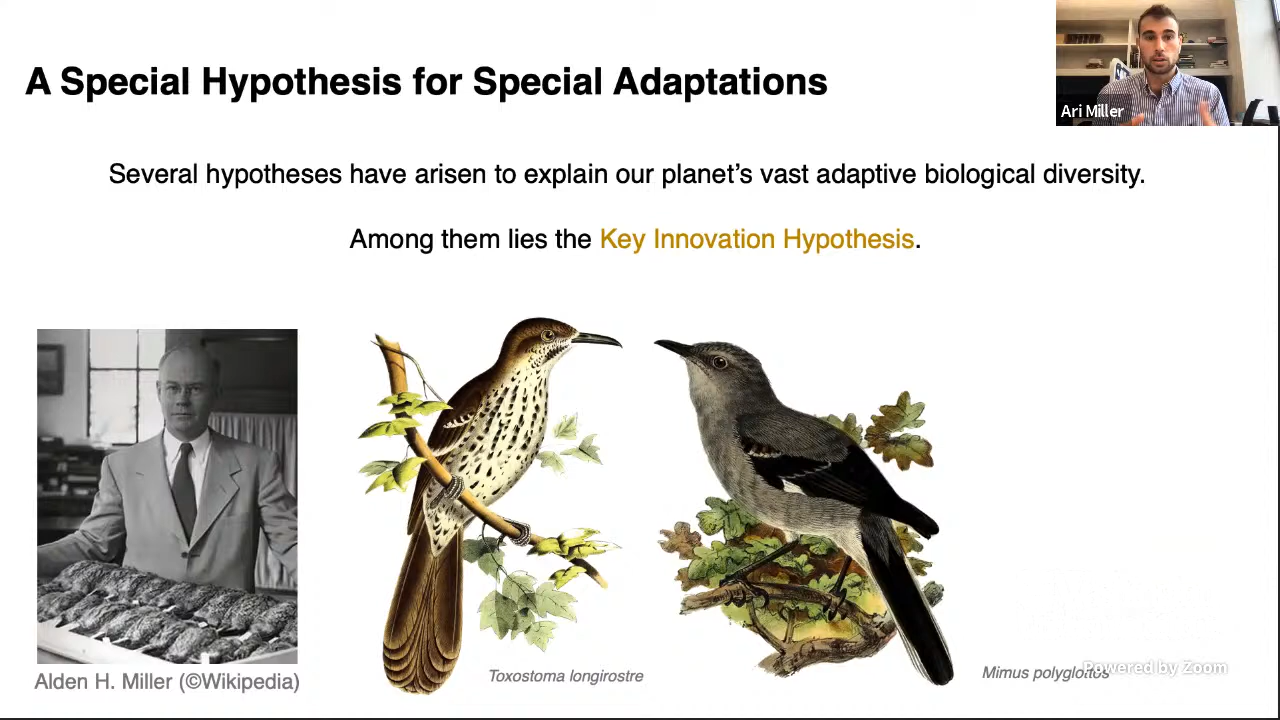 A Special Hypothesis for Special Adaptations
Ari Miller
Several hypotheses have arisen to explain our planet’s vast adaptive biological diversity.
Among them lies the Key Innovation Hypothesis.
Alden H. Miller (©Wikipedia)
Toxostoma longirostre
Mimus polyglottos
Powered by Zoom